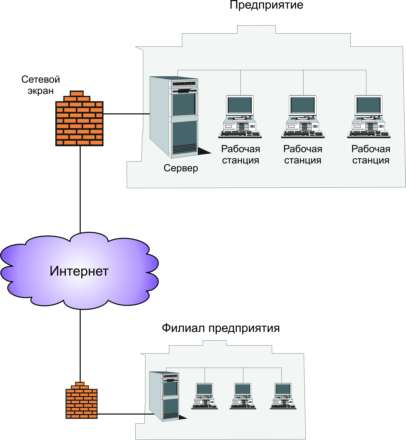 Предприятие
Сетевой
экран
Сервер
Рабочая
станция
Рабочая
станция
Рабочая
станция
Интернет
Филиал предприятия